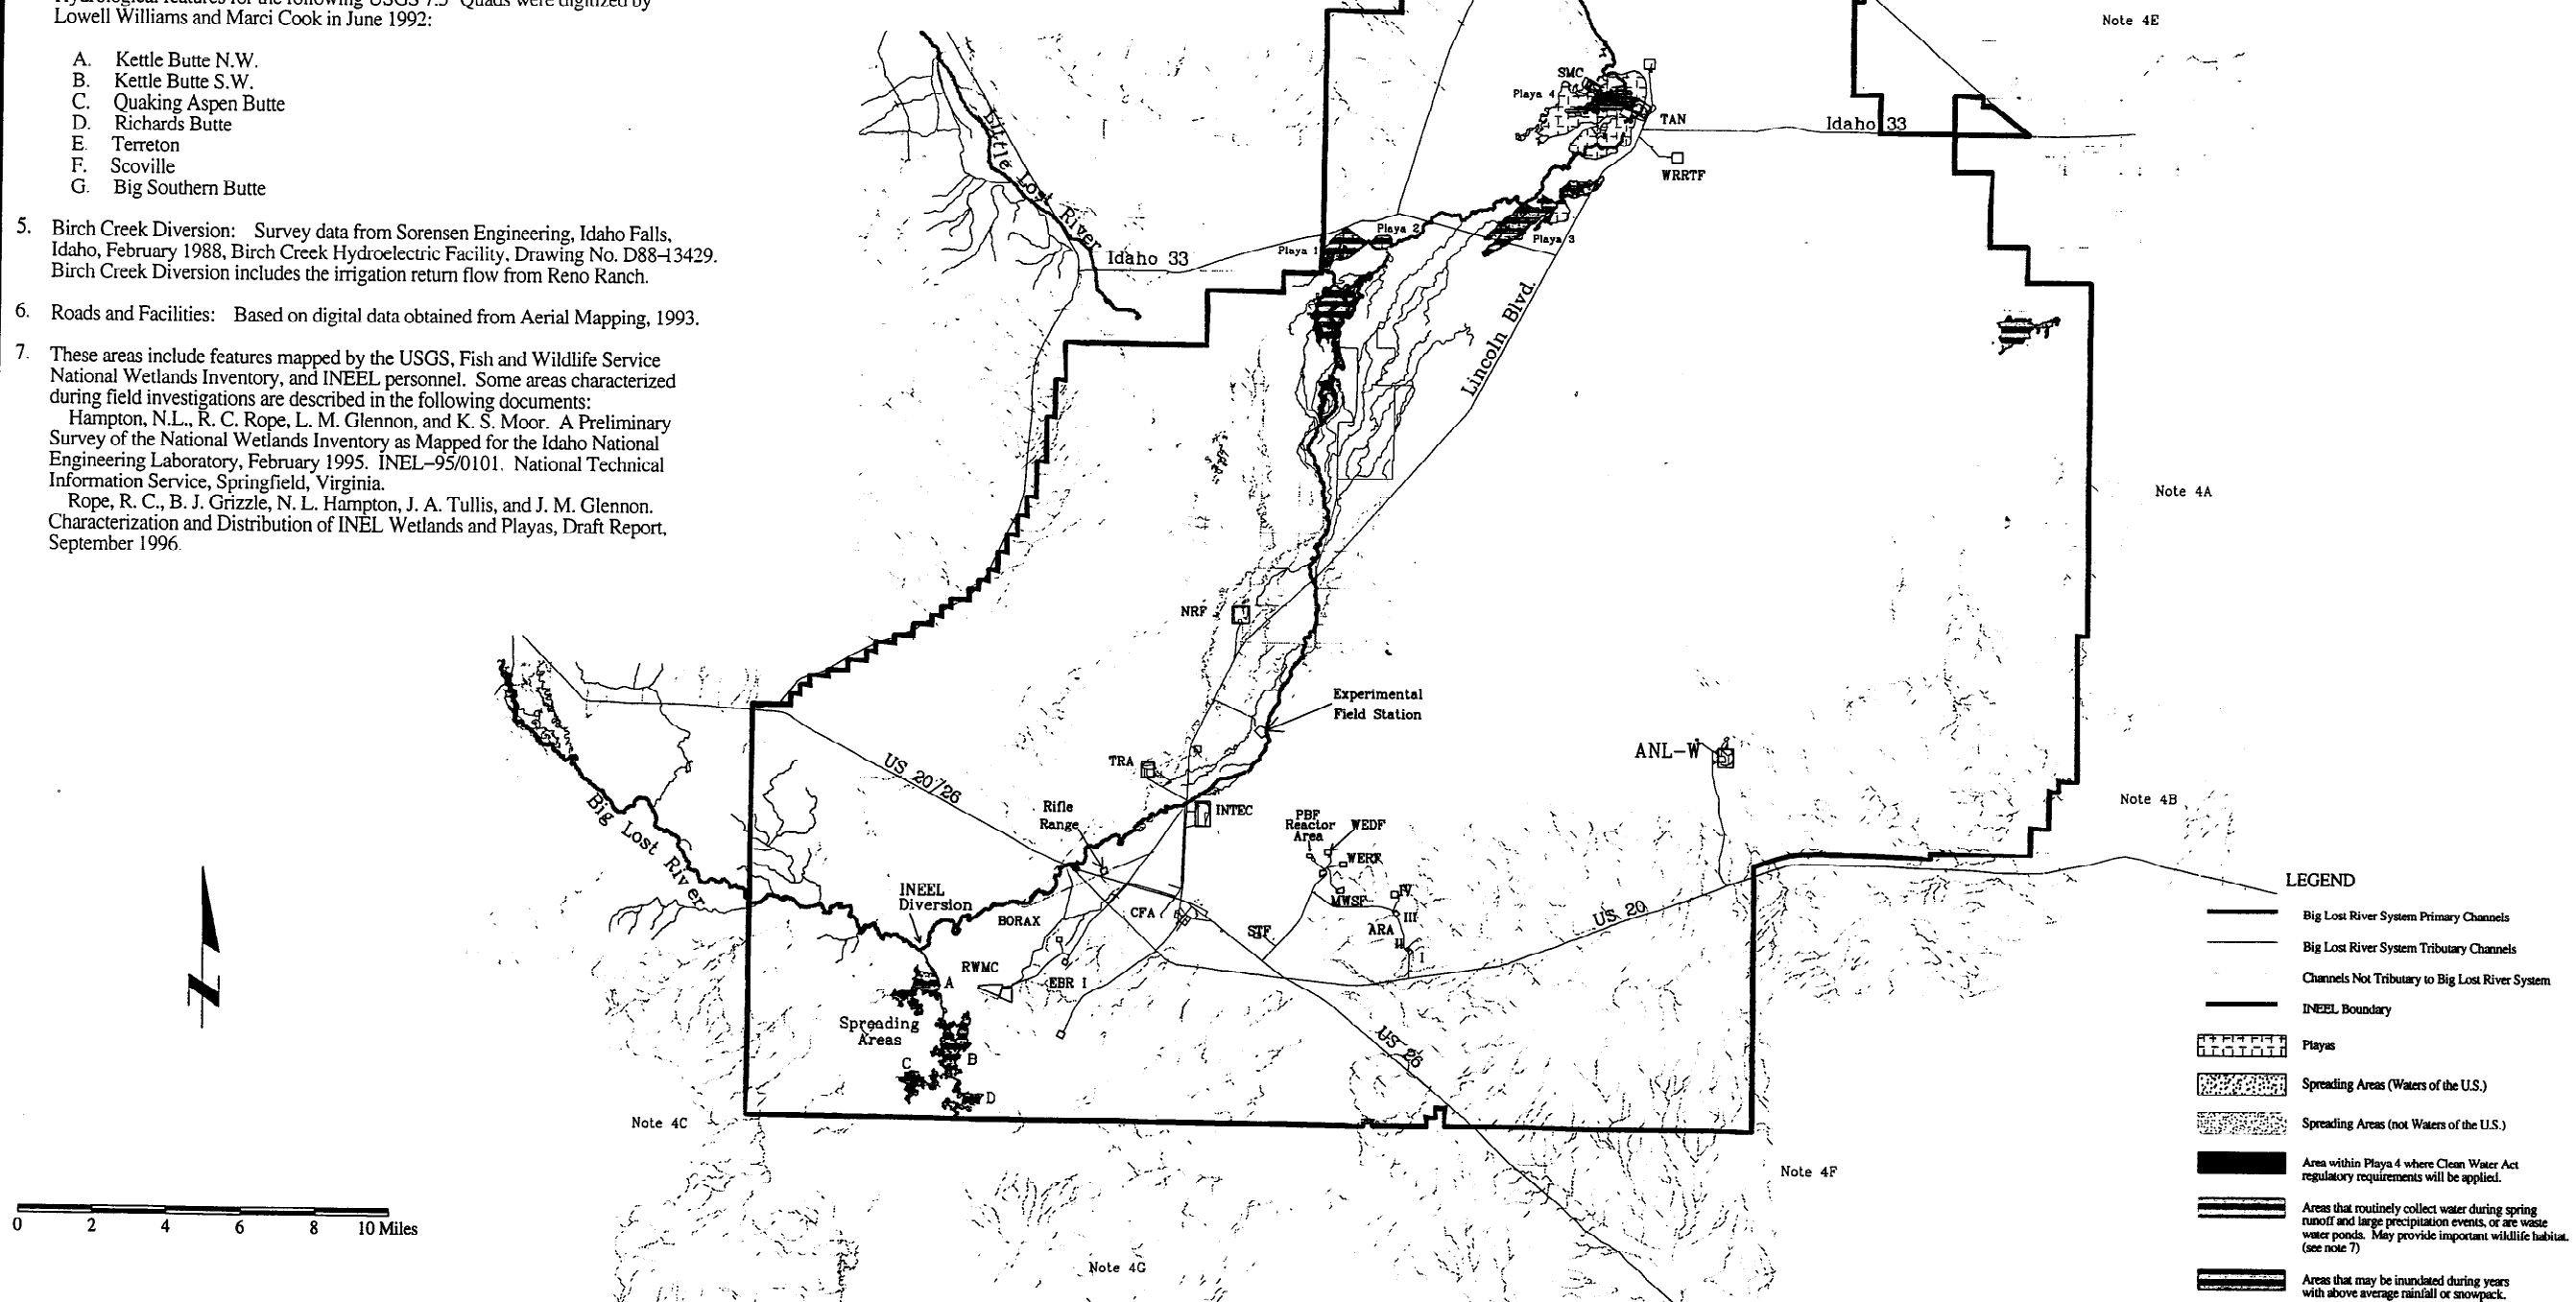 Hydrological features for the following USGS 7.5' Quads were digitized by
Lowell Williams and Marci Cook in June 1992:
A. Kettle Butte N.W.
B. Kettle Butte S.W.
C. Quaking Aspen Butte
D. Richards Butte
E. Terreton
F. Scoville
G. Big Southern Butte
5. Birch Creek Diversion: Survey data from Sorensen Engineering, Idaho Falls,
Idaho, February 1988, Birch Creek Hydroelectric Facility, Drawing No. D88-13429.
Birch Creek Diversion includes the irrigation return flow from Reno Ranch.
6. Roads and Facilities: Based on digital data obtained from Aerial Mapping, 1993.
7. These areas include features mapped by the USGS, Fish and Wildlife Service
National Wetlands Inventory, and INEEL personnel. Some areas characterized
during field investigations are described in the following documents:
Hampton, N.L., R. C. Rope, L. M. Glennon, and K. S. Moor. A Preliminary
Survey of the National Wetlands Inventory as Mapped for the Idaho National
Engineering Laboratory, February 1995. INEL-95/0101. National Technical
Information Service, Springfield, Virginia.
Rope, R. C., B. J. Grizzle, N. L. Hampton, J. A. Tullis, and J. M. Glennon.
Characterization and Distribution of INEL Wetlands and Playas, Draft Report,
September 1996.
Note 4E
SMC
Playa 4
TAN
Idaho 33
WRRTF
Little Lost River
Playa 2
Playa 1
Playa 3
Idaho 33
Lincoln Blvd.
Note 4A
NRF
Experimental
Field Station
ANL-W
TRA
US 20/26
Note 4B
Big Lost River
Rifle
Range
INTEC
PBF
Reactor
Area
WEDF
WERF
INEEL
Diversion
BORAX
CFA
MWSF
IV
III
ARA
II
I
STF
US 20
RWMC
A
EBR I
Spreading
Areas
B
C
D
US 26
Note 4C
Note 4F
Note 4G
N
0 2 4 6 8 10 Miles
LEGEND
Big Lost River System Primary Channels
Big Lost River System Tributary Channels
Channels Not Tributary to Big Lost River System
INEEL Boundary
Playas
Spreading Areas (Waters of the U.S.)
Spreading Areas (not Waters of the U.S.)
Area within Playa 4 where Clean Water Act
regulatory requirements will be applied.
Areas that routinely collect water during spring
runoff and large precipitation events, or are waste
water ponds. May provide important wildlife habitat.
(see note 7)
Areas that may be inundated during years
with above average rainfall or snowpack.